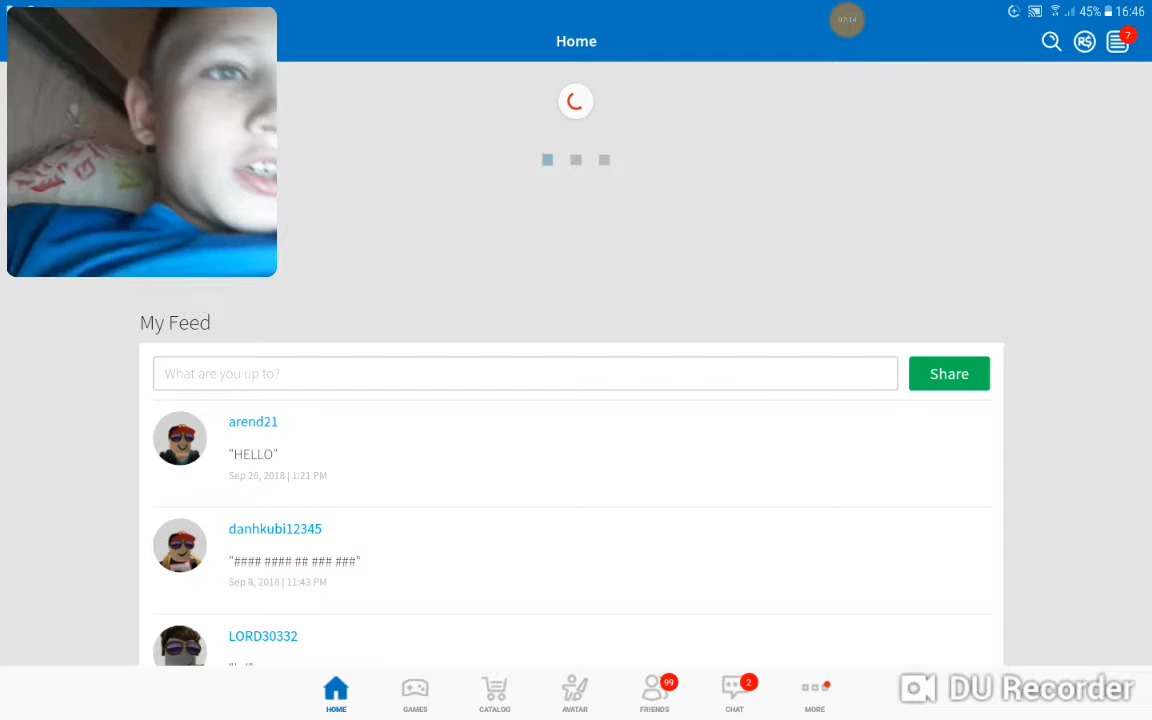 45% 16:46
07:14
Home
R$
7
My Feed
What are you up to?
Share
arend21
"HELLO"
Sep 26, 2018 | 1:21 PM
danhkubi12345
"#### #### ## ### ###"
Sep 8, 2018 | 11:43 PM
LORD30332
99
2
HOME
GAMES
CATALOG
AVATAR
FRIENDS
CHAT
MORE
DU Recorder